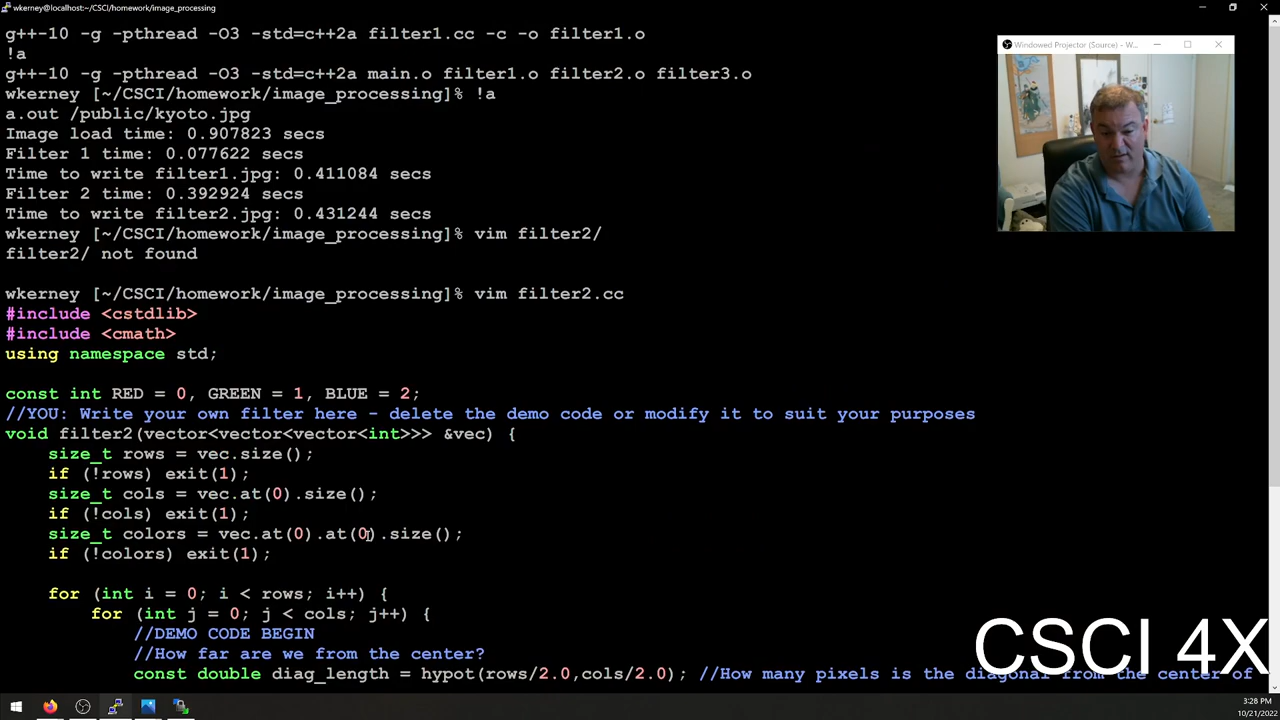 wkerney@localhost:~/CSCI/homework/image_processing
g++-10 -g -pthread -O3 -std=c++2a filter1.cc -c -o filter1.o
!a
g++-10 -g -pthread -O3 -std=c++2a main.o filter1.o filter2.o filter3.o
wkerney [~/CSCI/homework/image_processing]% !a
a.out /public/kyoto.jpg
Image load time: 0.907823 secs
Filter 1 time: 0.077622 secs
Time to write filter1.jpg: 0.411084 secs
Filter 2 time: 0.392924 secs
Time to write filter2.jpg: 0.431244 secs
wkerney [~/CSCI/homework/image_processing]% vim filter2/
filter2/ not found
wkerney [~/CSCI/homework/image_processing]% vim filter2.cc
#include <cstdlib>
#include <cmath>
using namespace std;
const int RED = 0, GREEN = 1, BLUE = 2;
//YOU: Write your own filter here - delete the demo code or modify it to suit your purposes
void filter2(vector<vector<vector<int>>> &vec) {
size_t rows = vec.size();
if (!rows) exit(1);
size_t cols = vec.at(0).size();
if (!cols) exit(1);
size_t colors = vec.at(0).at(0).size();
if (!colors) exit(1);
for (int i = 0; i < rows; i++) {
for (int j = 0; j < cols; j++) {
//DEMO CODE BEGIN
//How far are we from the center?
const double diag_length = hypot(rows/2.0,cols/2.0); //How many pixels is the diagonal from the center of
Windowed Projector (Source) - W...
CSCI 4X
3:28 PM
10/21/2022